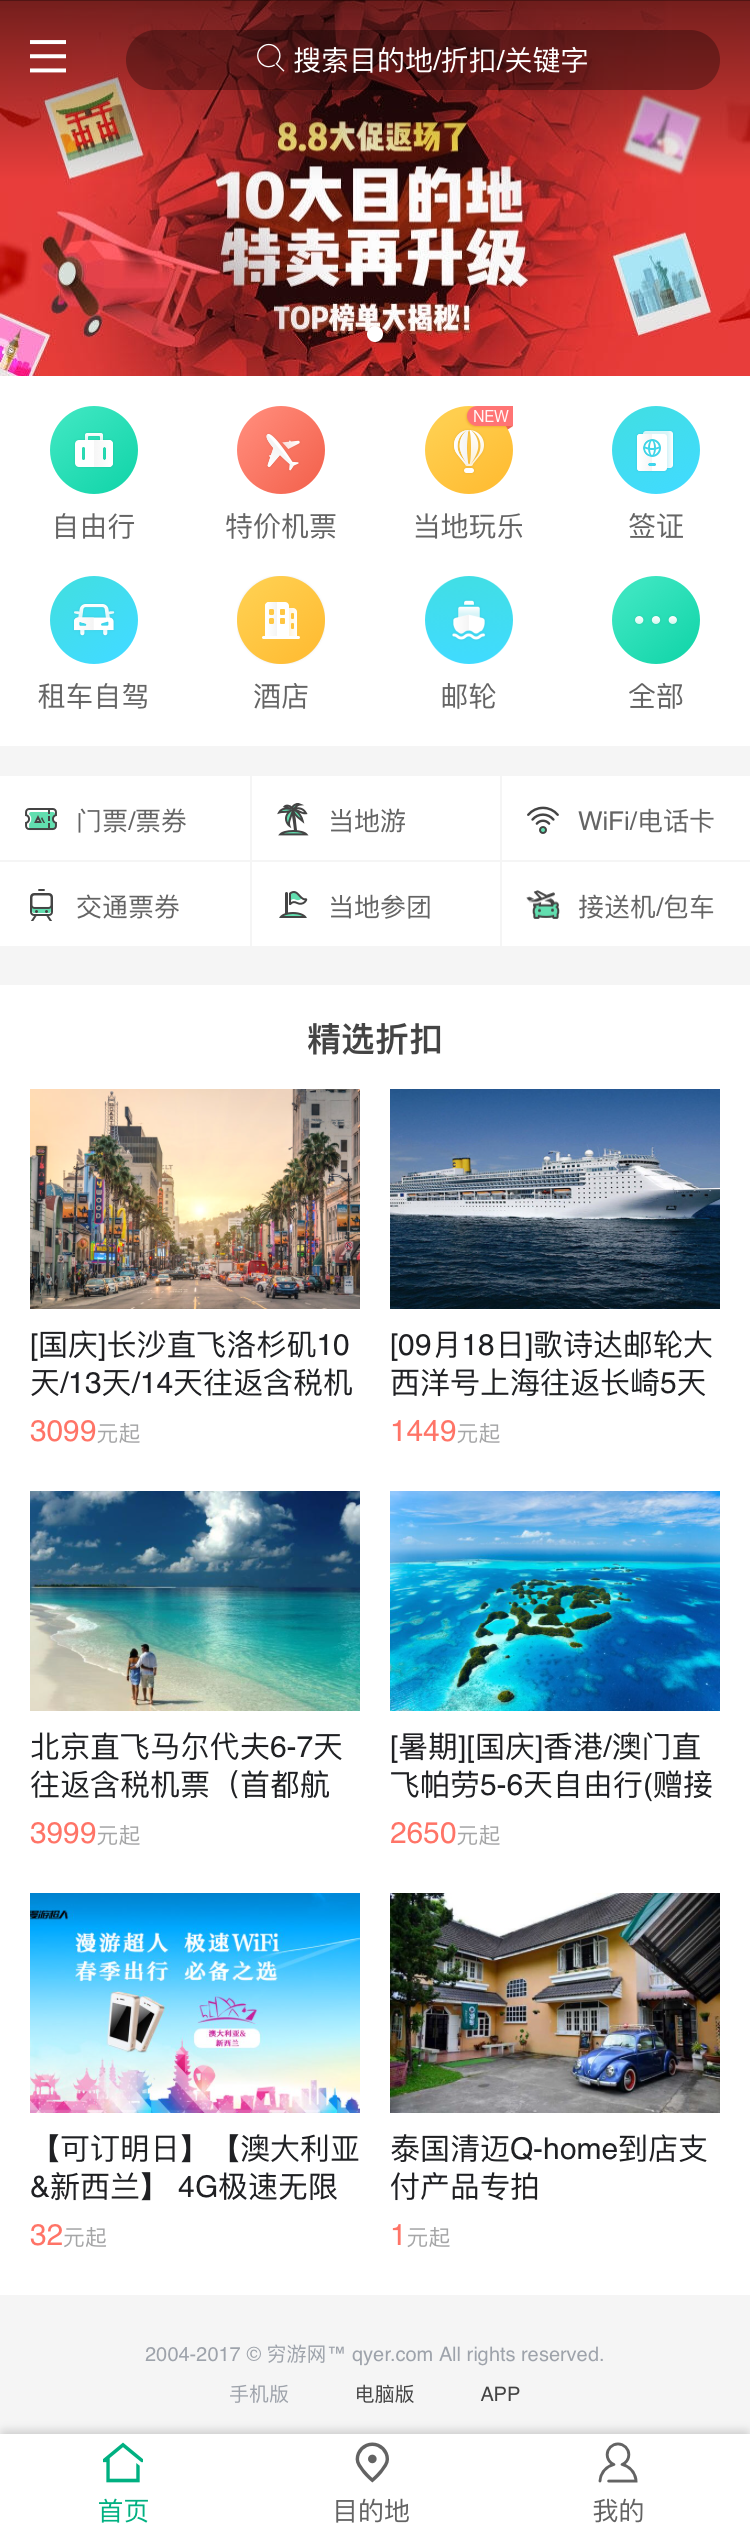 搜索目的地/折扣/关键字
8.8大促返场了
10大目的地
特卖再升级
TOP榜单大揭秘!
NEW
自由行
特价机票
当地玩乐
签证
租车自驾
酒店
邮轮
全部
门票/票券
当地游
WiFi/电话卡
交通票券
当地参团
接送机/包车
精选折扣
[国庆]长沙直飞洛杉矶10
天/13天/14天往返含税机
3099元起
[09月18日]歌诗达邮轮大
西洋号上海往返长崎5天
1449元起
北京直飞马尔代夫6-7天
往返含税机票（首都航
3999元起
[暑期][国庆]香港/澳门直
飞帕劳5-6天自由行(赠接
2650元起
漫游超人
漫游超人 极速WiFi
春季出行 必备之选
澳大利亚&
新西兰
【可订明日】【澳大利亚
&新西兰】 4G极速无限
32元起
泰国清迈Q-home到店支
付产品专拍
1元起
2004-2017 © 穷游网™ qyer.com All rights reserved.
手机版
电脑版
APP
首页
目的地
我的